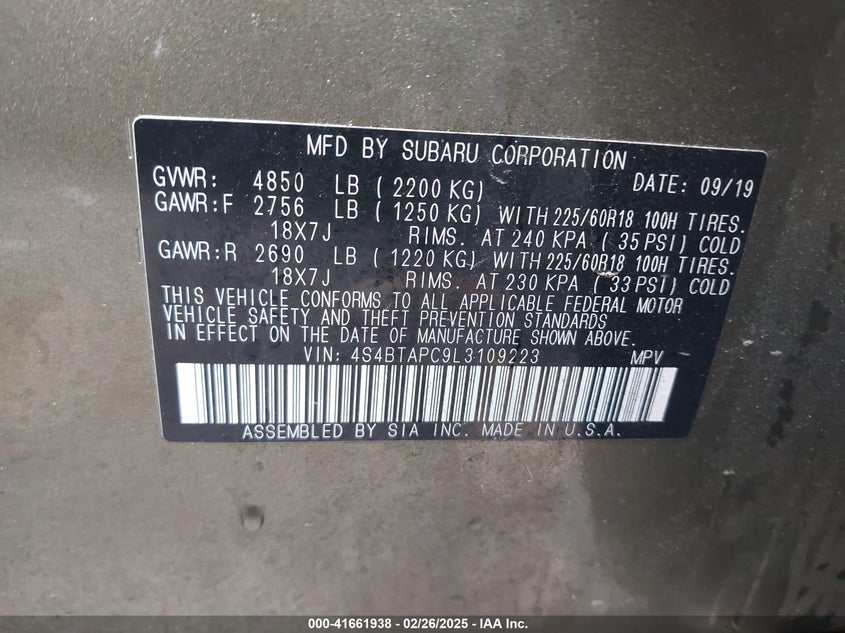 MFD BY SUBARU CORPORATION
GVWR: 4850 LB ( 2200 KG) DATE: 09/19
GAWR:F 2756 LB ( 1250 KG) WITH 225/60R18 100H TIRES.
18X7J RIMS. AT 240 KPA ( 35 PSI) COLD
GAWR:R 2690 LB ( 1220 KG) WITH 225/60R18 100H TIRES.
18X7J RIMS. AT 230 KPA ( 33 PSI) COLD
THIS VEHICLE CONFORMS TO ALL APPLICABLE FEDERAL MOTOR
VEHICLE SAFETY AND THEFT PREVENTION STANDARDS
IN EFFECT ON THE DATE OF MANUFACTURE SHOWN ABOVE.
VIN: 4S4BTAPC9L3109223 MPV
ASSEMBLED BY SIA INC. MADE IN U.S.A.
000-41661938 - 02/26/2025 - IAA Inc.